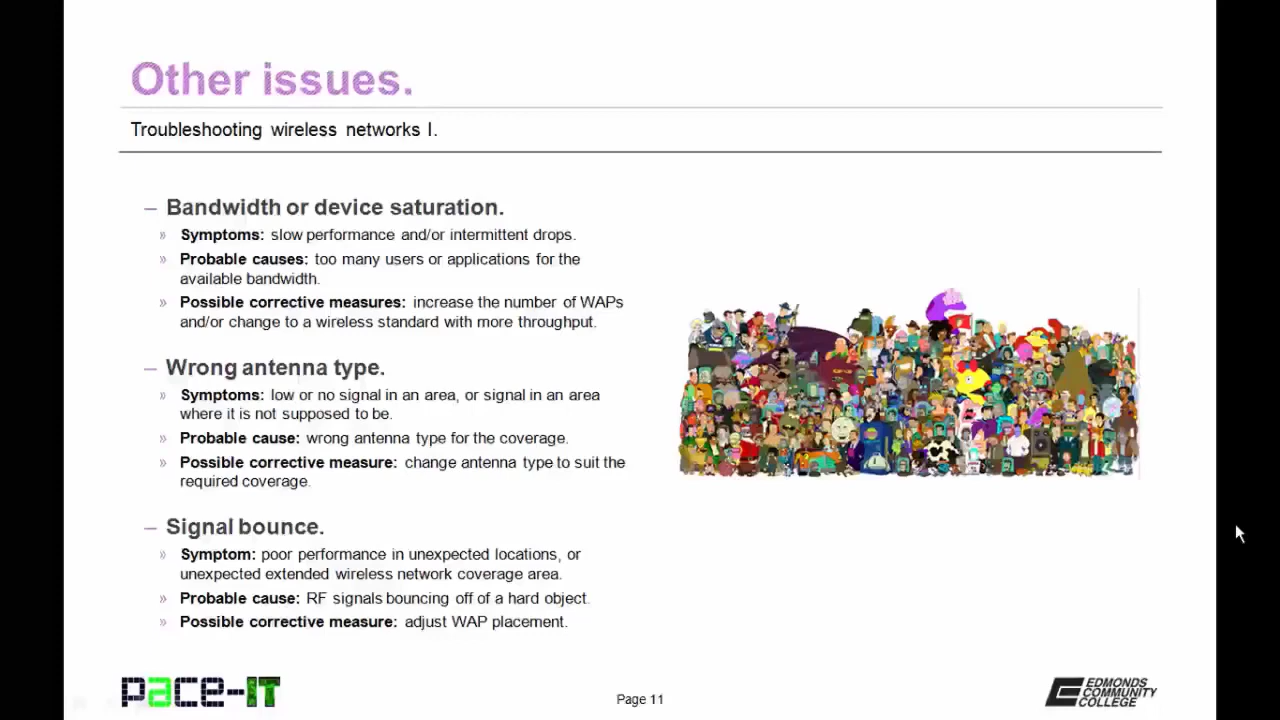 Other issues.
Troubleshooting wireless networks I.
– Bandwidth or device saturation.
» Symptoms: slow performance and/or intermittent drops.
» Probable causes: too many users or applications for the
available bandwidth.
» Possible corrective measures: increase the number of WAPs
and/or change to a wireless standard with more throughput.
– Wrong antenna type.
» Symptoms: low or no signal in an area, or signal in an area
where it is not supposed to be.
» Probable cause: wrong antenna type for the coverage.
» Possible corrective measure: change antenna type to suit the
required coverage.
– Signal bounce.
» Symptom: poor performance in unexpected locations, or
unexpected extended wireless network coverage area.
» Probable cause: RF signals bouncing off of a hard object.
» Possible corrective measure: adjust WAP placement.
pace-IT
Page 11
EDMONDS
COMMUNITY
COLLEGE